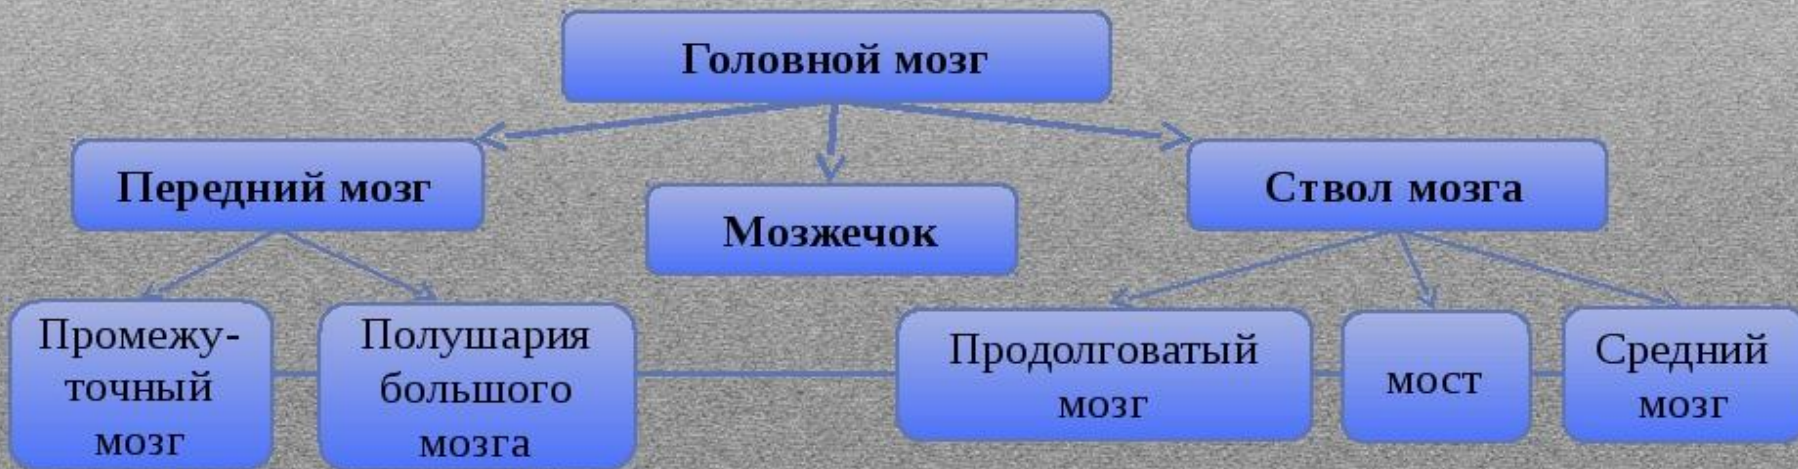 Головной мозг
Передний мозг
Мозжечок
Ствол мозга
Промежу-
точный
мозг
Полушария
большого
мозга
Продолговатый
мозг
мост
Средний
мозг